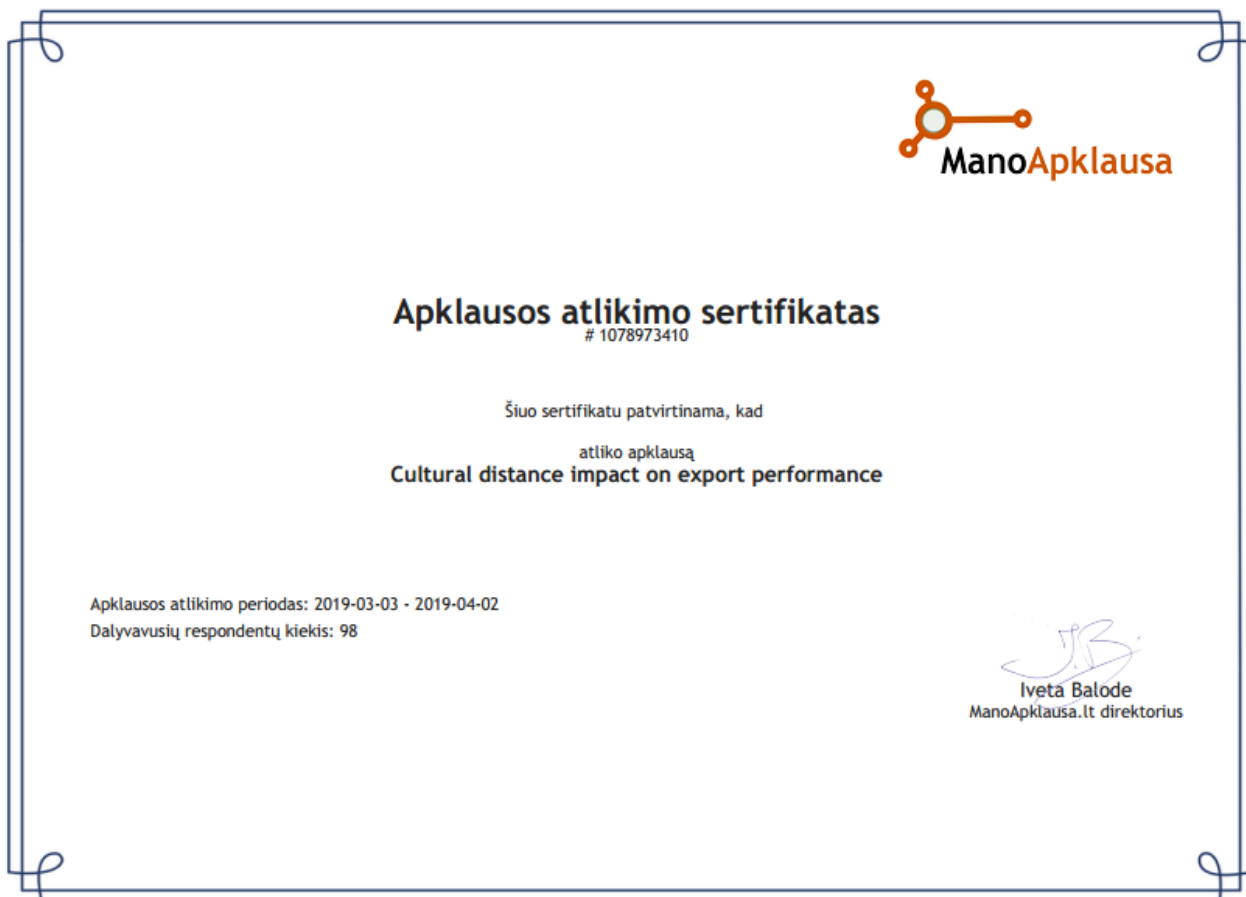 ManoApklausa
Apklausos atlikimo sertifikatas
# 1078973410
Šiuo sertifikatu patvirtinama, kad
atliko apklausą
Cultural distance impact on export performance
Apklausos atlikimo periodas: 2019-03-03 - 2019-04-02
Dalyvavusių respondentų kiekis: 98
J.B.
Iveta Balode
ManoApklausa.lt direktorius